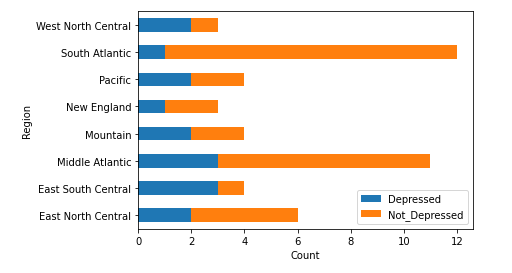 West North Central
South Atlantic
Pacific
New England
Mountain
Middle Atlantic
East South Central
East North Central
Region
0 2 4 6 8 10 12
Count
Depressed
Not_Depressed